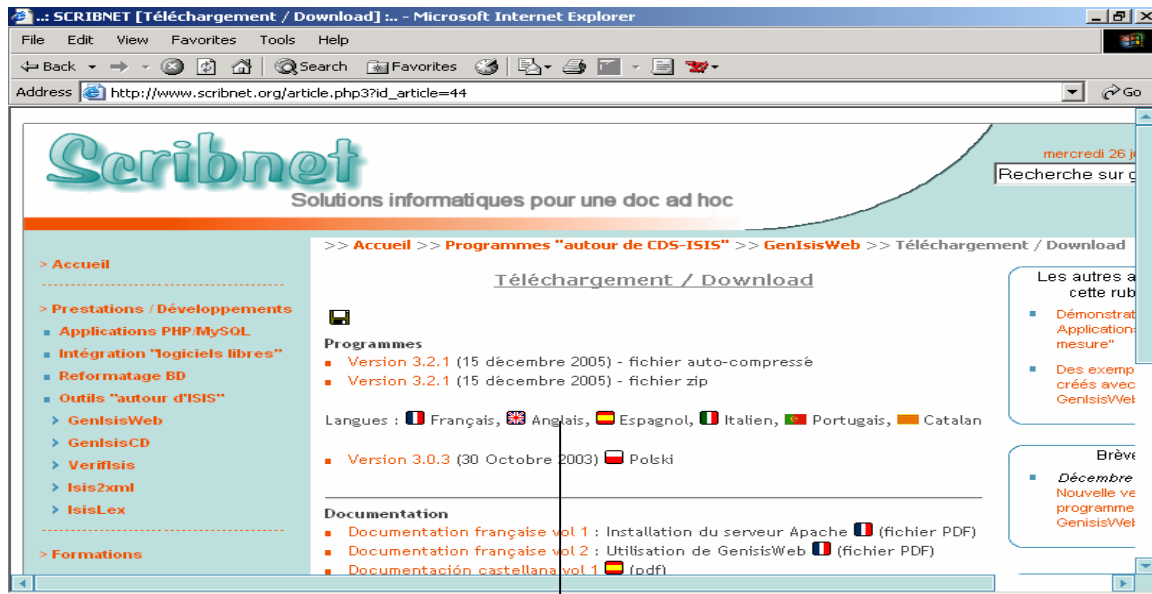 ..: SCRIBNET [Téléchargement / Download] :.. - Microsoft Internet Explorer
File Edit View Favorites Tools Help
Back Search Favorites
Address http://www.scribnet.org/article.php3?id_article=44 Go
Scribnet
Solutions informatiques pour une doc ad hoc
mercredi 26
Recherche sur
>> Accueil >> Programmes "autour de CDS-ISIS" >> GenIsisWeb >> Téléchargement / Download
> Accueil
> Prestations / Développements
Applications PHP/MySQL
Intégration "logiciels libres"
Reformatage BD
Outils "autour d'ISIS"
> GenIsisWeb
> GenIsisCD
> VerifIsis
> Isis2xml
> IsisLex
> Formations
Téléchargement / Download
Programmes
Version 3.2.1 (15 décembre 2005) - fichier auto-compressé
Version 3.2.1 (15 décembre 2005) - fichier zip
Langues : Français, Anglais, Espagnol, Italien, Portugais, Catalan
Version 3.0.3 (30 Octobre 2003) Polski
Documentation
Documentation française vol 1 : Installation du serveur Apache (fichier PDF)
Documentation française vol 2 : Utilisation de GenisisWeb (fichier PDF)
Documentación castellana vol 1 (pdf)
Les autres a
cette rub
Démonstrat
Application
mesure"
Des exemp
créés avec
GenIsisWeb
Brève
Décembre
Nouvelle ve
programme
GenisisWeb